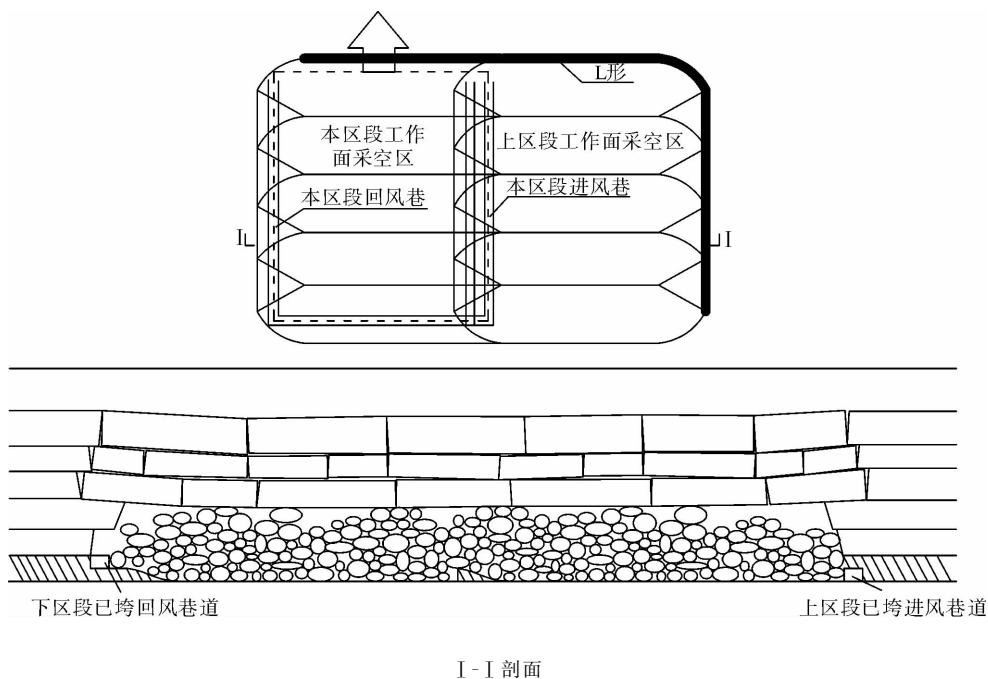 L形
本区段工作
面采空区
上区段工作面采空区
本区段回风巷
本区段进风巷
I
I
下区段已垮回风巷道
上区段已垮进风巷道
I-I剖面